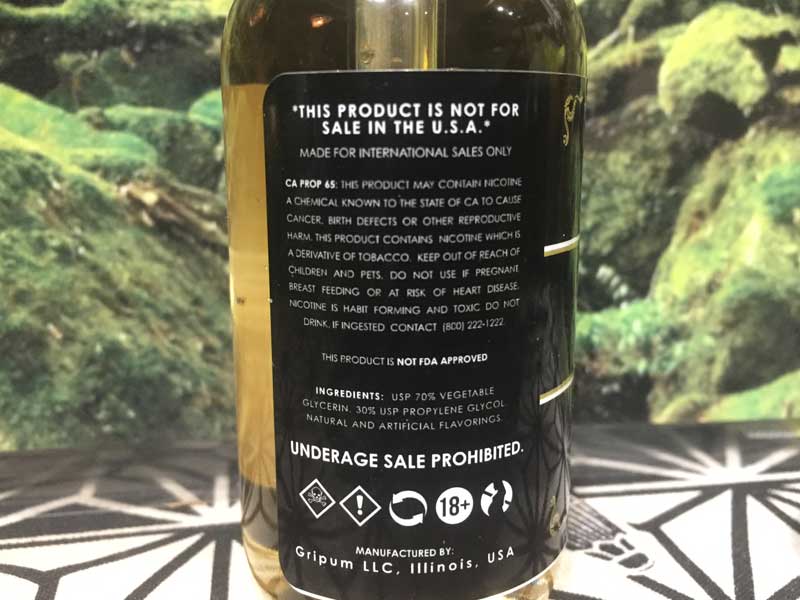 *THIS PRODUCT IS NOT FOR
SALE IN THE U.S.A.*
MADE FOR INTERNATIONAL SALES ONLY
CA PROP 65: THIS PRODUCT MAY CONTAIN NICOTINE
A CHEMICAL KNOWN TO THE STATE OF CA TO CAUSE
CANCER, BIRTH DEFECTS OR OTHER REPRODUCTIVE
HARM. THIS PRODUCT CONTAINS NICOTINE WHICH IS
A DERIVATIVE OF TOBACCO. KEEP OUT OF REACH OF
CHILDREN AND PETS. DO NOT USE IF PREGNANT
BREAST FEEDING OR AT RISK OF HEART DISEASE.
NICOTINE IS HABIT FORMING AND TOXIC DO NOT
DRINK, IF INGESTED CONTACT (800) 222-1222.
THIS PRODUCT IS NOT FDA APPROVED
INGREDIENTS: USP 70% VEGETABLE
GLYCERIN, 30% USP PROPYLENE GLYCOL.
NATURAL AND ARTIFICIAL FLAVORINGS.
UNDERAGE SALE PROHIBITED.
18+
MANUFACTURED BY:
Gripum LLC, Illinois, USA